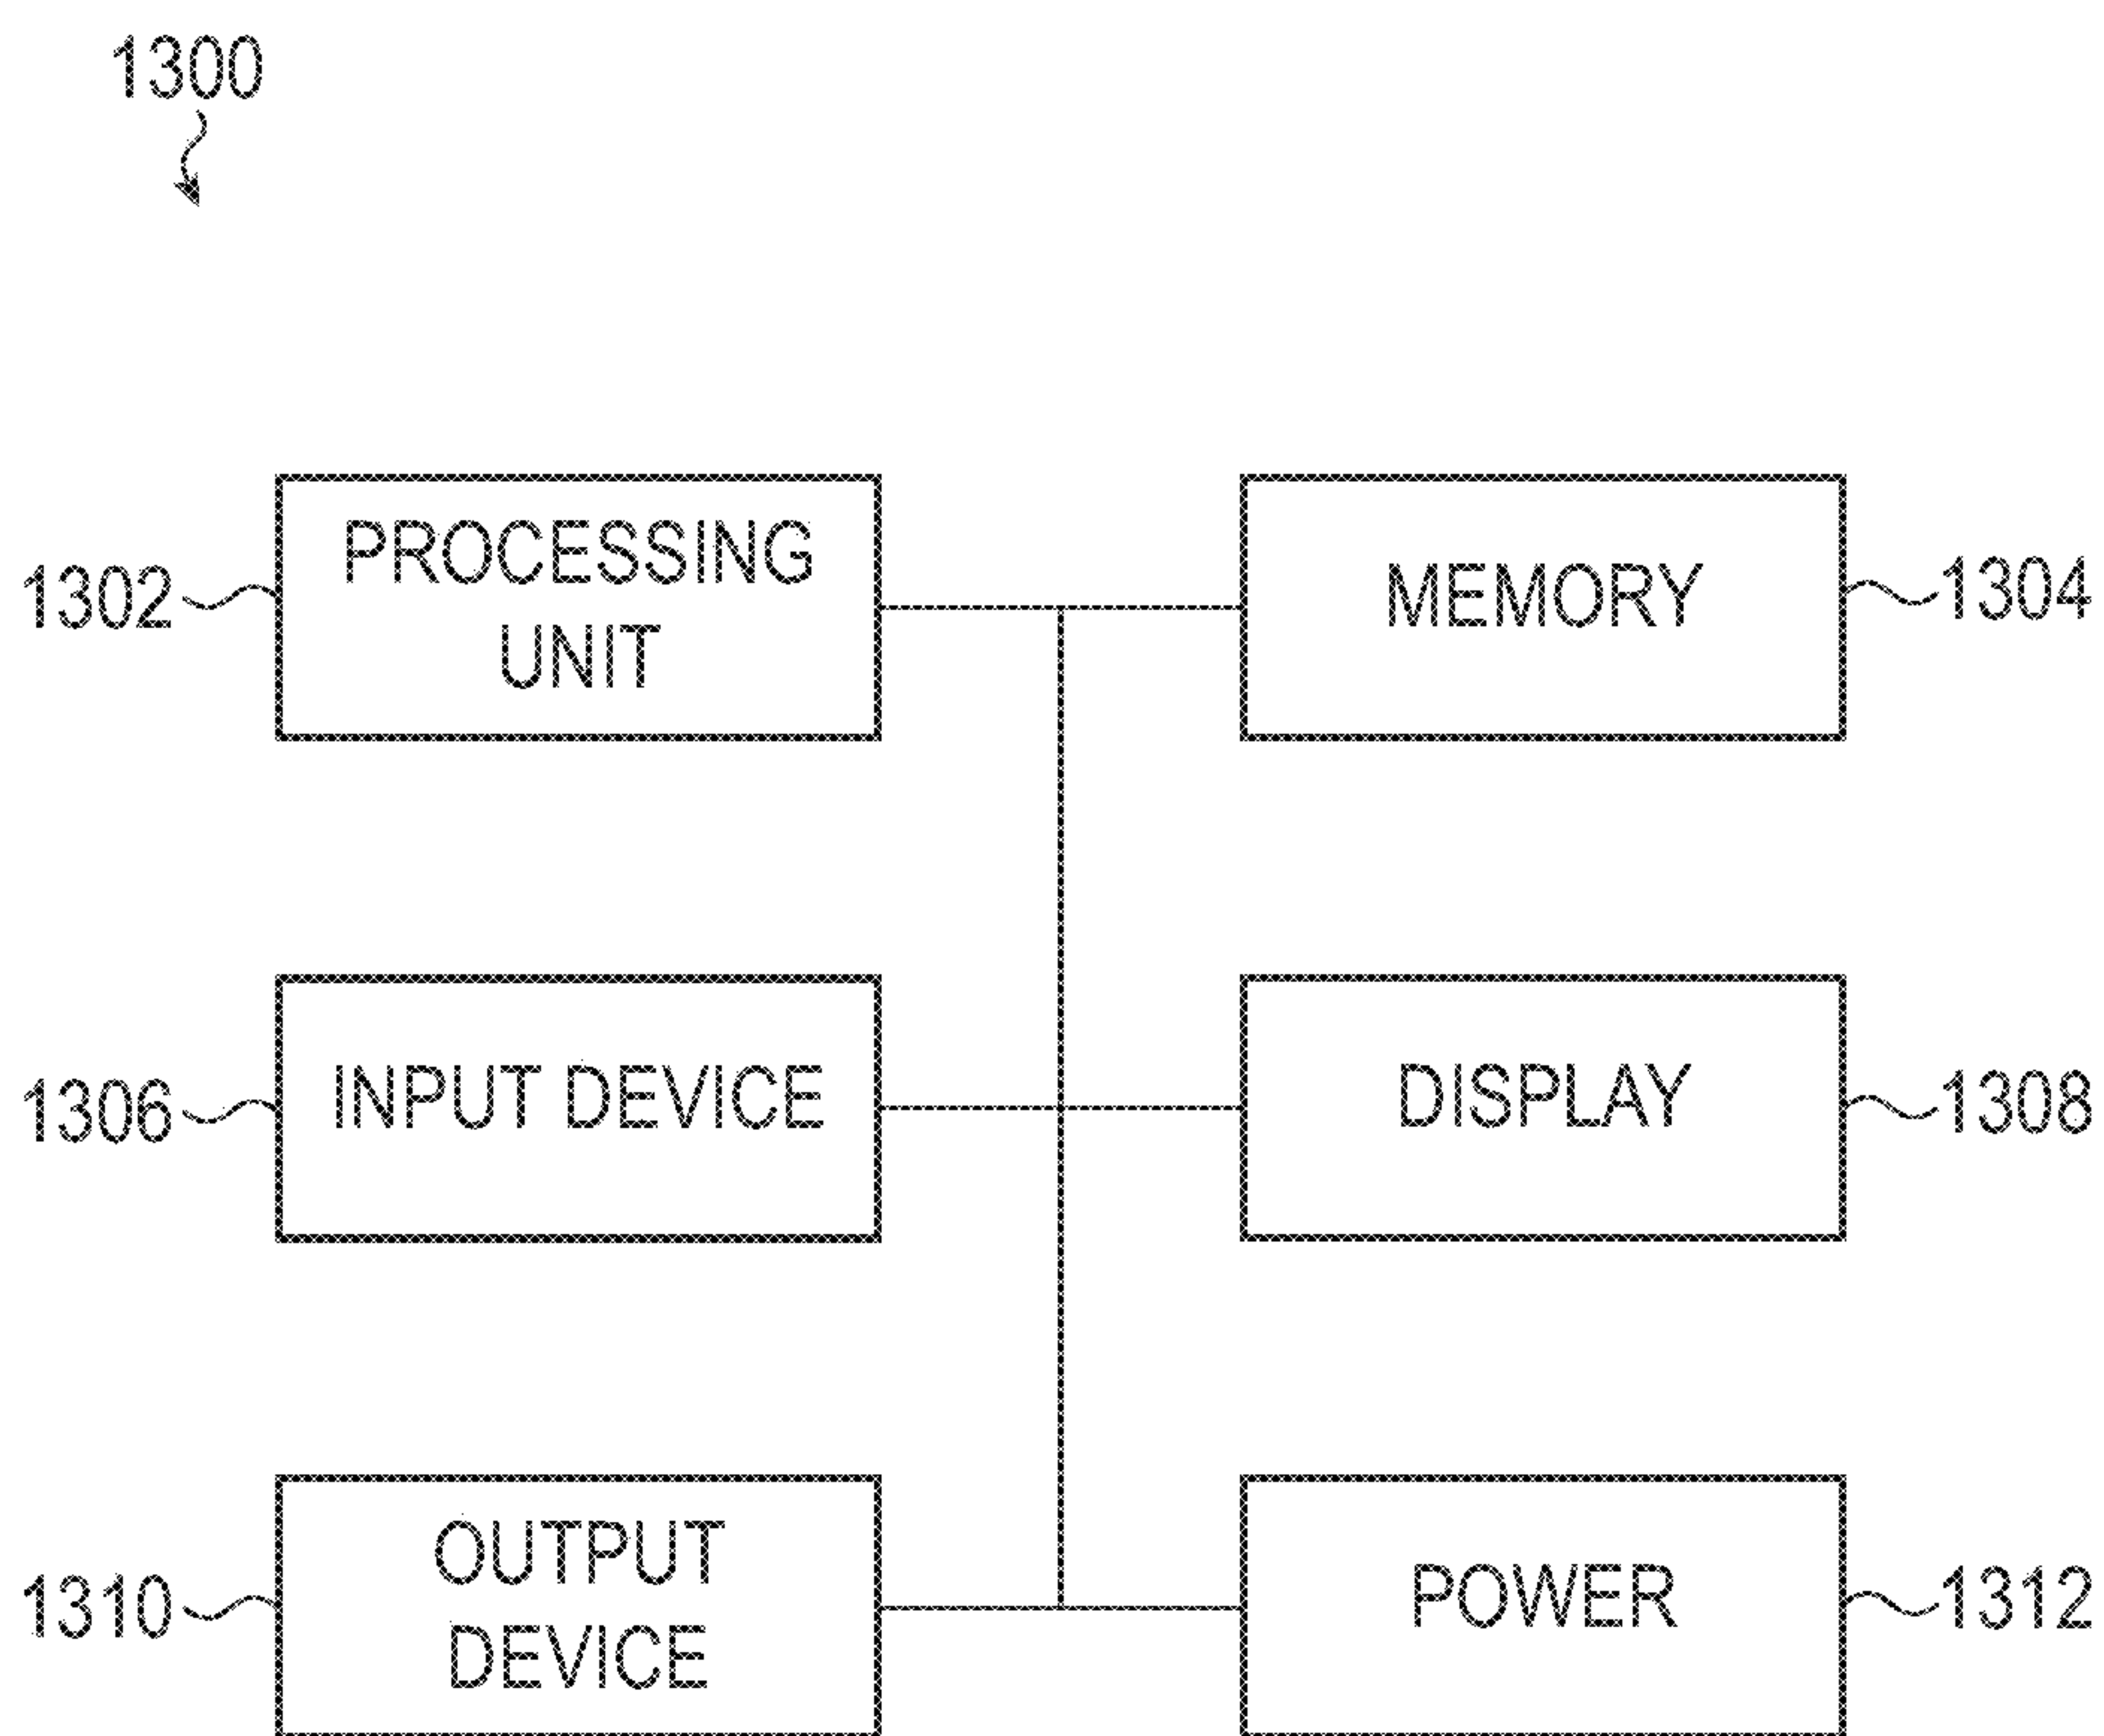 1300
PROCESSING
UNIT
1302
MEMORY
1304
INPUT DEVICE
1306
DISPLAY
1308
OUTPUT
DEVICE
1310
POWER
1312